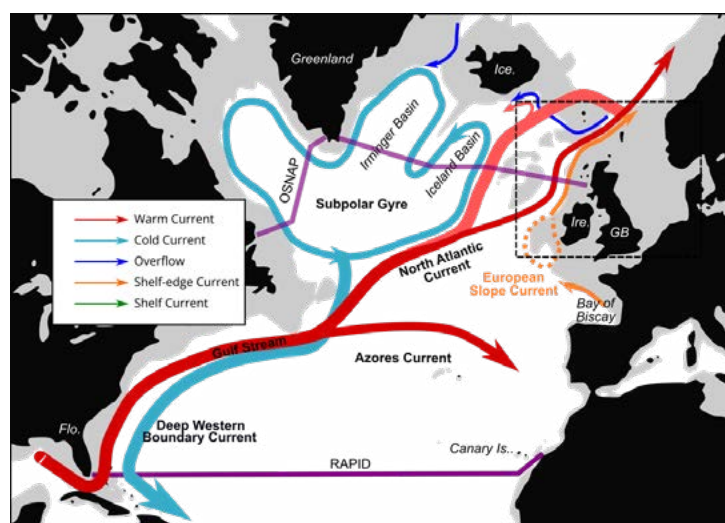 Greenland
Ice.
Irminger Basin
Iceland Basin
OSNAP
Subpolar Gyre
Warm Current
Cold Current
Overflow
Shelf-edge Current
Shelf Current
Ire.
GB
North Atlantic
Current
European
Slope Current
Bay of
Biscay
Gulf Stream
Azores Current
Flo.
Deep Western
Boundary Current
Canary Is..
RAPID